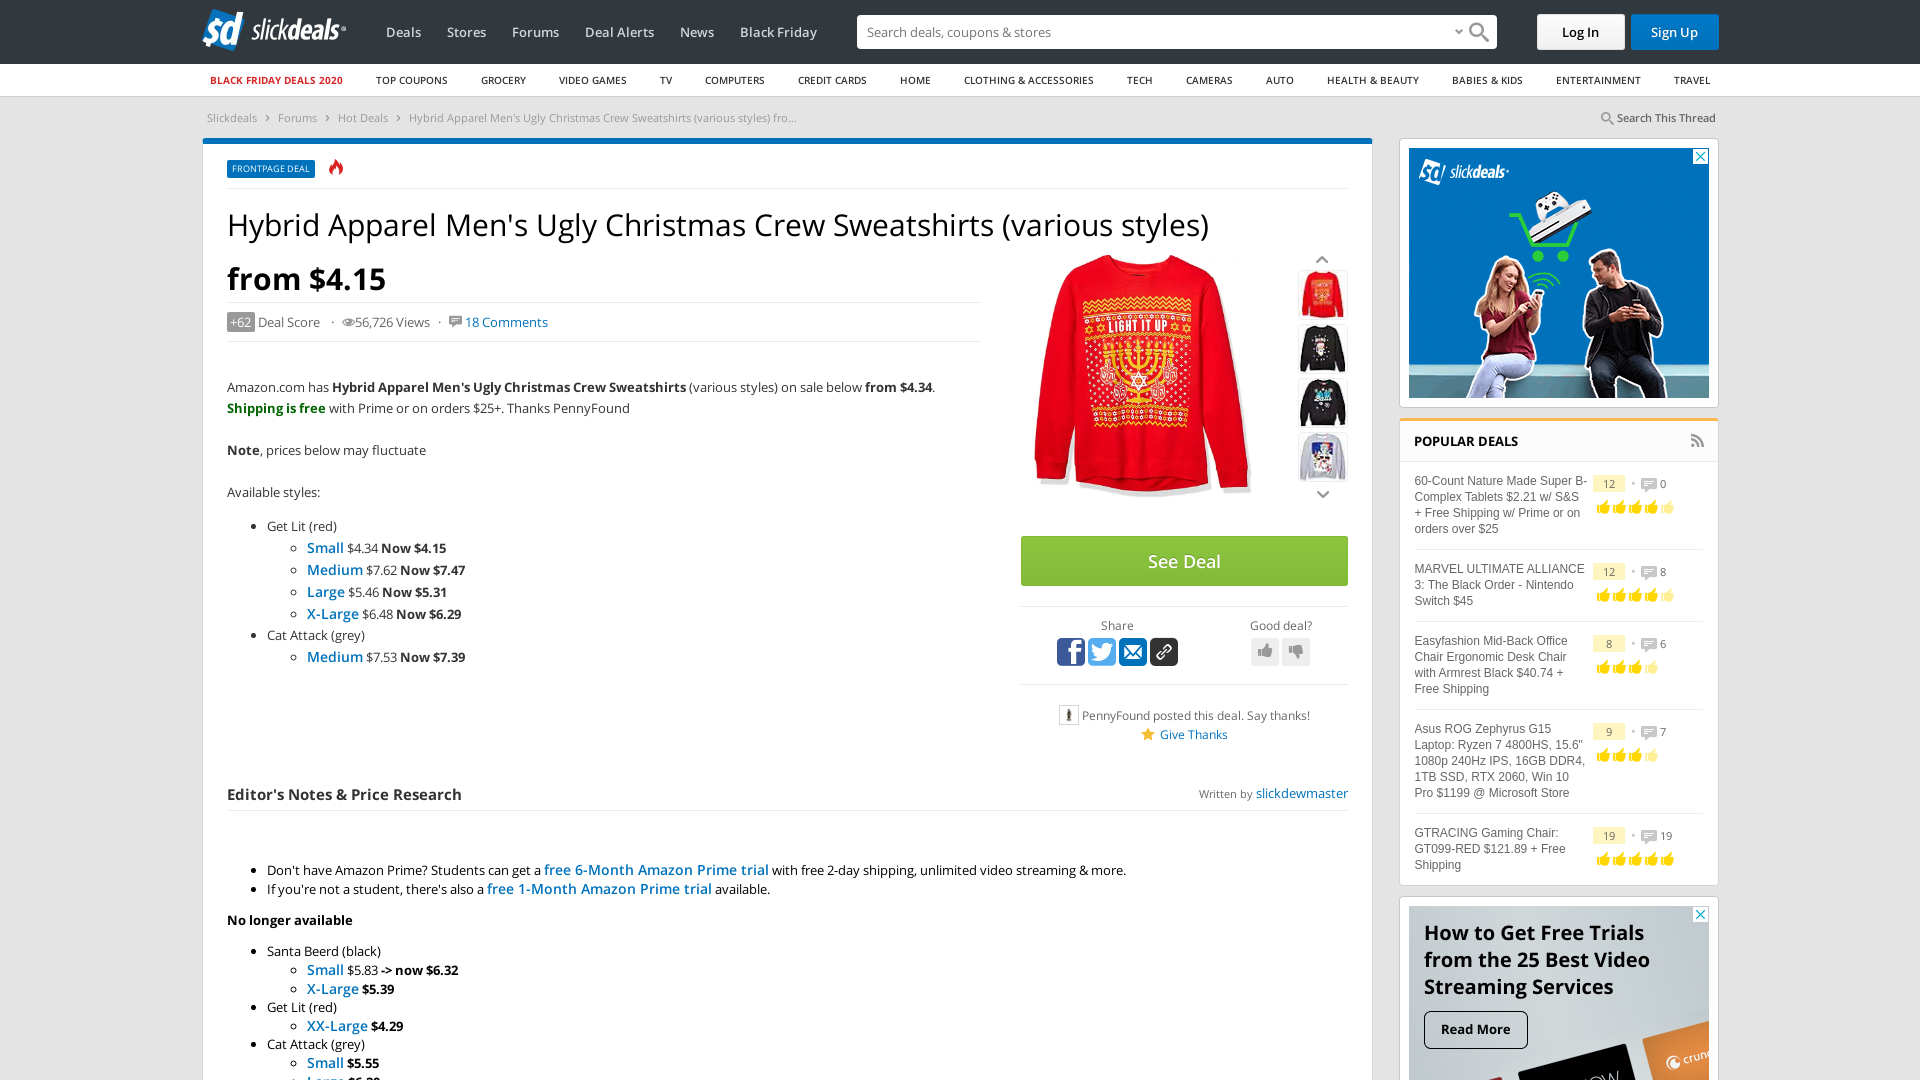 slickdeals
Deals
Stores
Forums
Deal Alerts
News
Black Friday
Search deals, coupons & stores
Log In
Sign Up
BLACK FRIDAY DEALS 2020
TOP COUPONS
GROCERY
VIDEO GAMES
TV
COMPUTERS
CREDIT CARDS
HOME
CLOTHING & ACCESSORIES
TECH
CAMERAS
AUTO
HEALTH & BEAUTY
BABIES & KIDS
ENTERTAINMENT
TRAVEL
Slickdeals › Forums › Hot Deals › Hybrid Apparel Men's Ugly Christmas Crew Sweatshirts (various styles) fro...
Search This Thread
FRONTPAGE DEAL
Hybrid Apparel Men's Ugly Christmas Crew Sweatshirts (various styles)
from $4.15
+62 Deal Score · 56,726 Views · 18 Comments
LIGHT IT UP
Amazon.com has Hybrid Apparel Men's Ugly Christmas Crew Sweatshirts (various styles) on sale below from $4.34.
Shipping is free with Prime or on orders $25+. Thanks PennyFound
Note, prices below may fluctuate
Available styles:
Get Lit (red)
Small $4.34 Now $4.15
Medium $7.62 Now $7.47
Large $5.46 Now $5.31
X-Large $6.48 Now $6.29
Cat Attack (grey)
Medium $7.53 Now $7.39
See Deal
Share
Good deal?
PennyFound posted this deal. Say thanks!
Give Thanks
Editor's Notes & Price Research
Written by slickdewmaster
Don't have Amazon Prime? Students can get a free 6-Month Amazon Prime trial with free 2-day shipping, unlimited video streaming & more.
If you're not a student, there's also a free 1-Month Amazon Prime trial available.
No longer available
Santa Beerd (black)
Small $5.83 -> now $6.32
X-Large $5.39
Get Lit (red)
XX-Large $4.29
Cat Attack (grey)
Small $5.55
Large $6.29
slickdeals
POPULAR DEALS
60-Count Nature Made Super B-
Complex Tablets $2.21 w/ S&S
+ Free Shipping w/ Prime or on
orders over $25
12 • 0
MARVEL ULTIMATE ALLIANCE
3: The Black Order - Nintendo
Switch $45
12 • 8
Easyfashion Mid-Back Office
Chair Ergonomic Desk Chair
with Armrest Black $40.74 +
Free Shipping
8 • 6
Asus ROG Zephyrus G15
Laptop: Ryzen 7 4800HS, 15.6"
1080p 240Hz IPS, 16GB DDR4,
1TB SSD, RTX 2060, Win 10
Pro $1199 @ Microsoft Store
9 • 7
GTRACING Gaming Chair:
GT099-RED $121.89 + Free
Shipping
19 • 19
How to Get Free Trials
from the 25 Best Video
Streaming Services
Read More